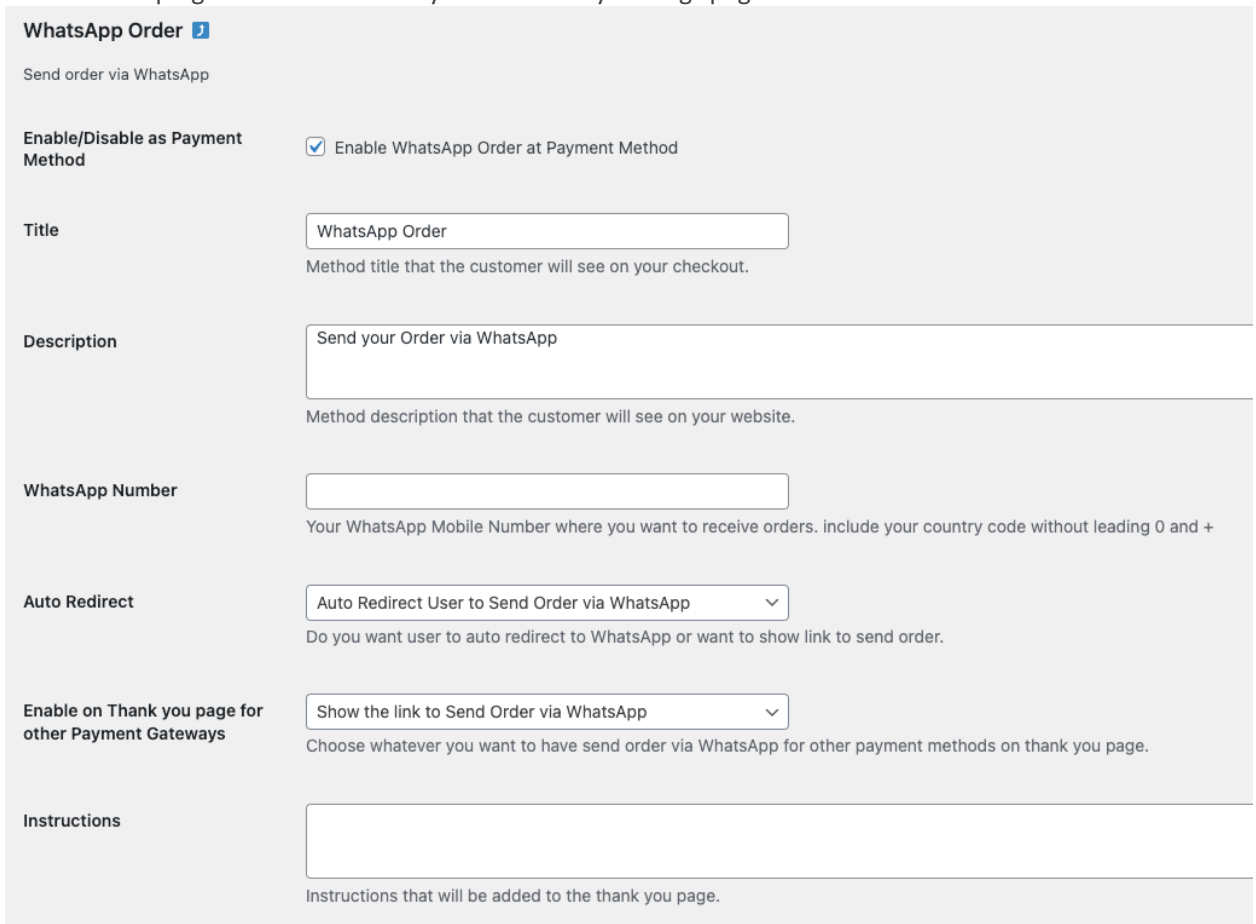 WhatsApp Order
Send order via WhatsApp
Enable/Disable as Payment
Method
Enable WhatsApp Order at Payment Method
Title
WhatsApp Order
Method title that the customer will see on your checkout.
Description
Send your Order via WhatsApp
Method description that the customer will see on your website.
WhatsApp Number
Your WhatsApp Mobile Number where you want to receive orders. include your country code without leading 0 and +
Auto Redirect
Auto Redirect User to Send Order via WhatsApp
Do you want user to auto redirect to WhatsApp or want to show link to send order.
Enable on Thank you page for
other Payment Gateways
Show the link to Send Order via WhatsApp
Choose whatever you want to have send order via WhatsApp for other payment methods on thank you page.
Instructions
Instructions that will be added to the thank you page.